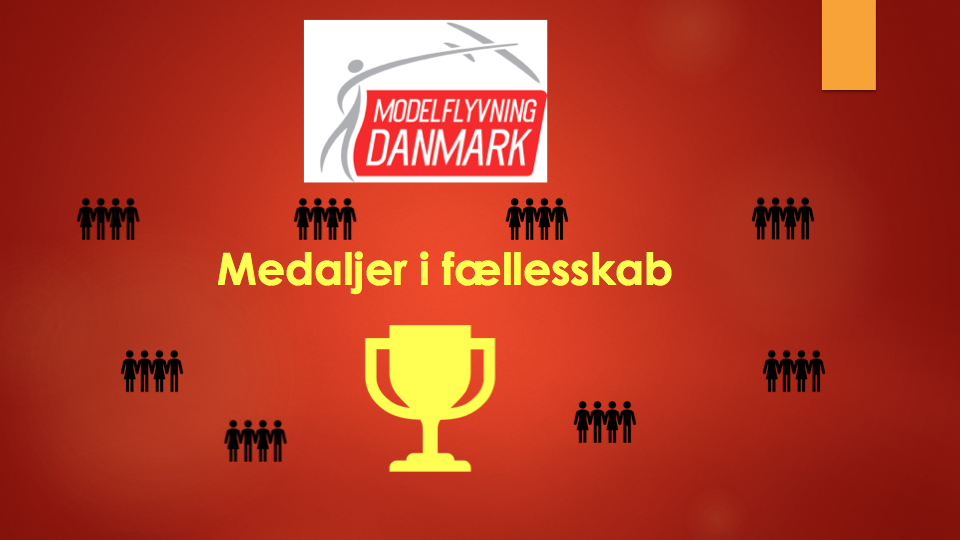 MODELFLYVNING
DANMARK
Medaljer i fællesskab